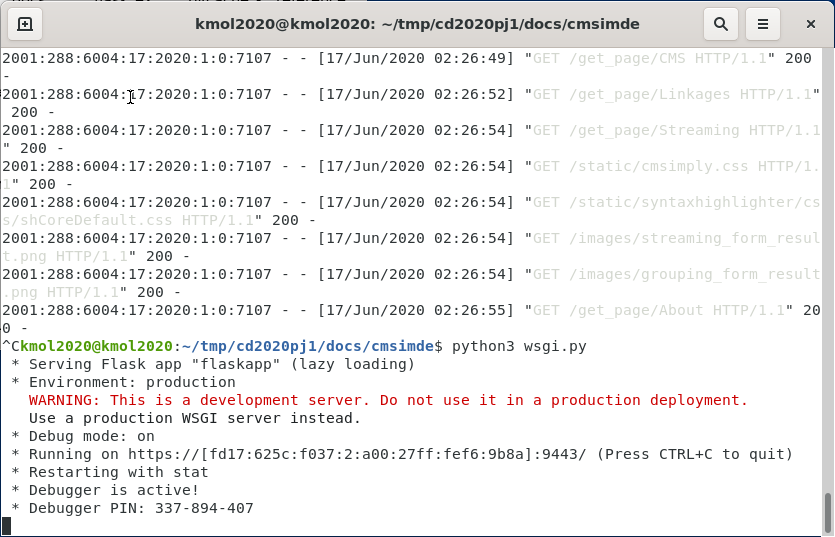 kmol2020@kmol2020: ~/tmp/cd2020pj1/docs/cmsimde
2001:288:6004:17:2020:1:0:7107 - - [17/Jun/2020 02:26:49] "GET /get_page/CMS HTTP/1.1" 200
-
2001:288:6004:17:2020:1:0:7107 - - [17/Jun/2020 02:26:52] "GET /get_page/Linkages HTTP/1.1"
200 -
2001:288:6004:17:2020:1:0:7107 - - [17/Jun/2020 02:26:54] "GET /get_page/Streaming HTTP/1.1
" 200 -
2001:288:6004:17:2020:1:0:7107 - - [17/Jun/2020 02:26:54] "GET /static/cmsimply.css HTTP/1.
1" 200 -
2001:288:6004:17:2020:1:0:7107 - - [17/Jun/2020 02:26:54] "GET /static/syntaxhighlighter/cs
s/shCoreDefault.css HTTP/1.1" 200 -
2001:288:6004:17:2020:1:0:7107 - - [17/Jun/2020 02:26:54] "GET /images/streaming_form_resul
t.png HTTP/1.1" 200 -
2001:288:6004:17:2020:1:0:7107 - - [17/Jun/2020 02:26:54] "GET /images/grouping_form_result
.png HTTP/1.1" 200 -
2001:288:6004:17:2020:1:0:7107 - - [17/Jun/2020 02:26:55] "GET /get_page/About HTTP/1.1" 20
0 -
^Ckmol2020@kmol2020:~/tmp/cd2020pj1/docs/cmsimde$ python3 wsgi.py
* Serving Flask app "flaskapp" (lazy loading)
* Environment: production
WARNING: This is a development server. Do not use it in a production deployment.
Use a production WSGI server instead.
* Debug mode: on
* Running on https://[fd17:625c:f037:2:a00:27ff:fef6:9b8a]:9443/ (Press CTRL+C to quit)
* Restarting with stat
* Debugger is active!
* Debugger PIN: 337-894-407